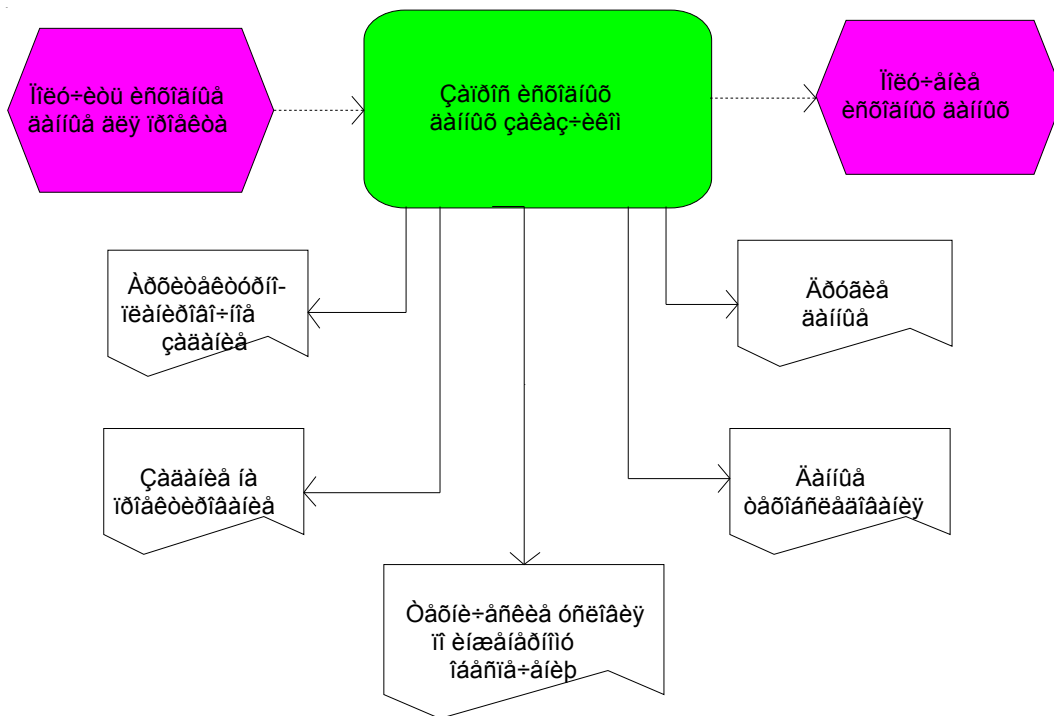 Ïîëó÷èòü èñõîäíûå
äàííûå äëÿ ïðîåêòà
Çàïðîñ èñõîäíûõ
äàííûõ çàêàç÷èêîì
Ïîëó÷åíèå
èñõîäíûõ äàííûõ
Àðõèòåêòóðíî-
ïëàíèðîâî÷íîå
çàäàíèå
Äðóãèå
äàííûå
Çàäàíèå íà
ïðîåêòèðîâàíèå
Äàííûå
òåõîáñëåäîâàíèÿ
Òåõíè÷åñêèå óñëîâèÿ
ïî èíæåíåðíîìó
îáåñïå÷åíèþ